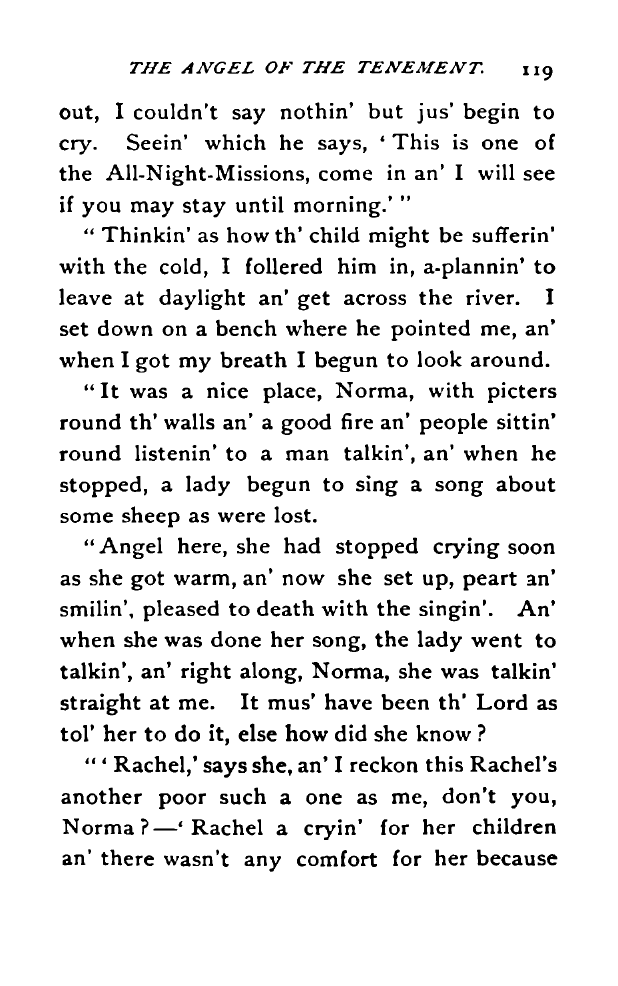 THE ANGEL OF THE TENEMENT. 119
out, I couldn't say nothin' but jus' begin to
cry. Seein' which he says, ‘ This is one of
the All-Night-Missions, come in an' I will see
if you may stay until morning.' ”
“ Thinkin' as how th' child might be sufferin'
with the cold, I follered him in, a-plannin' to
leave at daylight an' get across the river. I
set down on a bench where he pointed me, an'
when I got my breath I begun to look around.
“It was a nice place, Norma, with picters
round th' walls an' a good fire an' people sittin'
round listenin' to a man talkin', an' when he
stopped, a lady begun to sing a song about
some sheep as were lost.
“Angel here, she had stopped crying soon
as she got warm, an' now she set up, peart an'
smilin', pleased to death with the singin'. An'
when she was done her song, the lady went to
talkin', an' right along, Norma, she was talkin'
straight at me. It mus' have been th' Lord as
tol' her to do it, else how did she know ?
“ ‘ Rachel,' says she, an' I reckon this Rachel's
another poor such a one as me, don't you,
Norma ?—‘ Rachel a cryin' for her children
an' there wasn't any comfort for her because